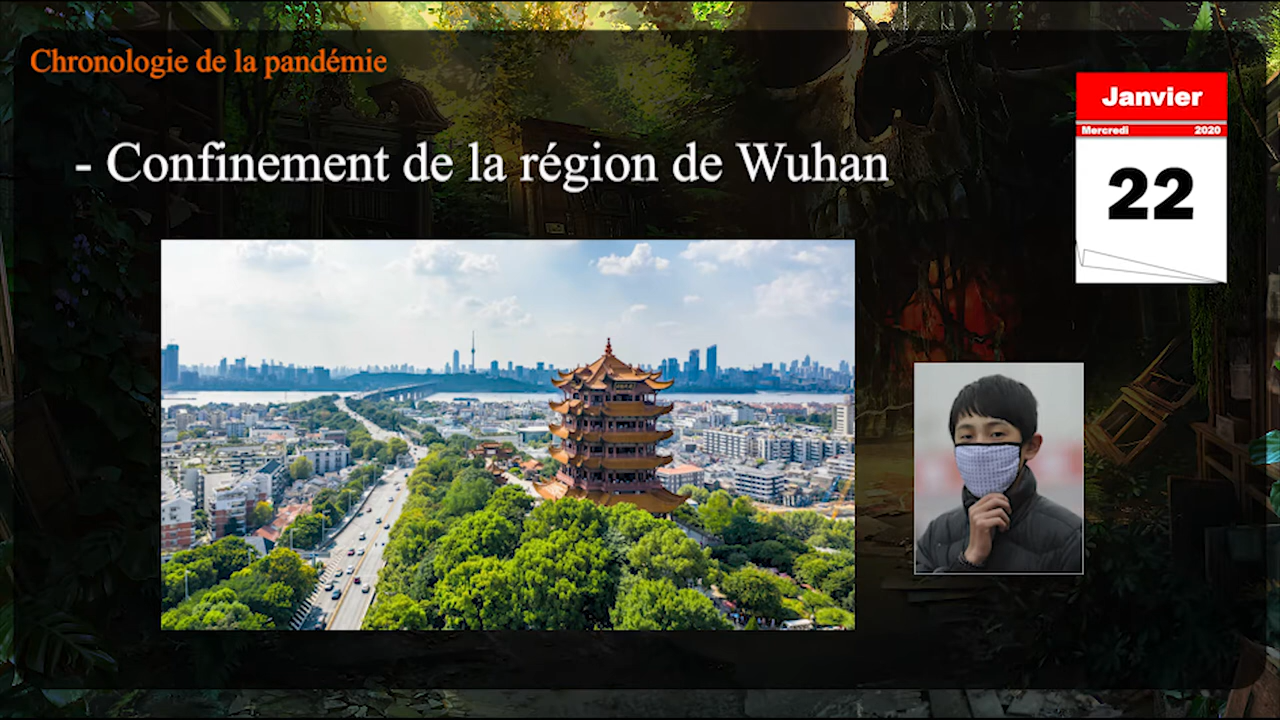 Chronologie de la pandémie
- Confinement de la région de Wuhan
Janvier
Mercredi 2020
22